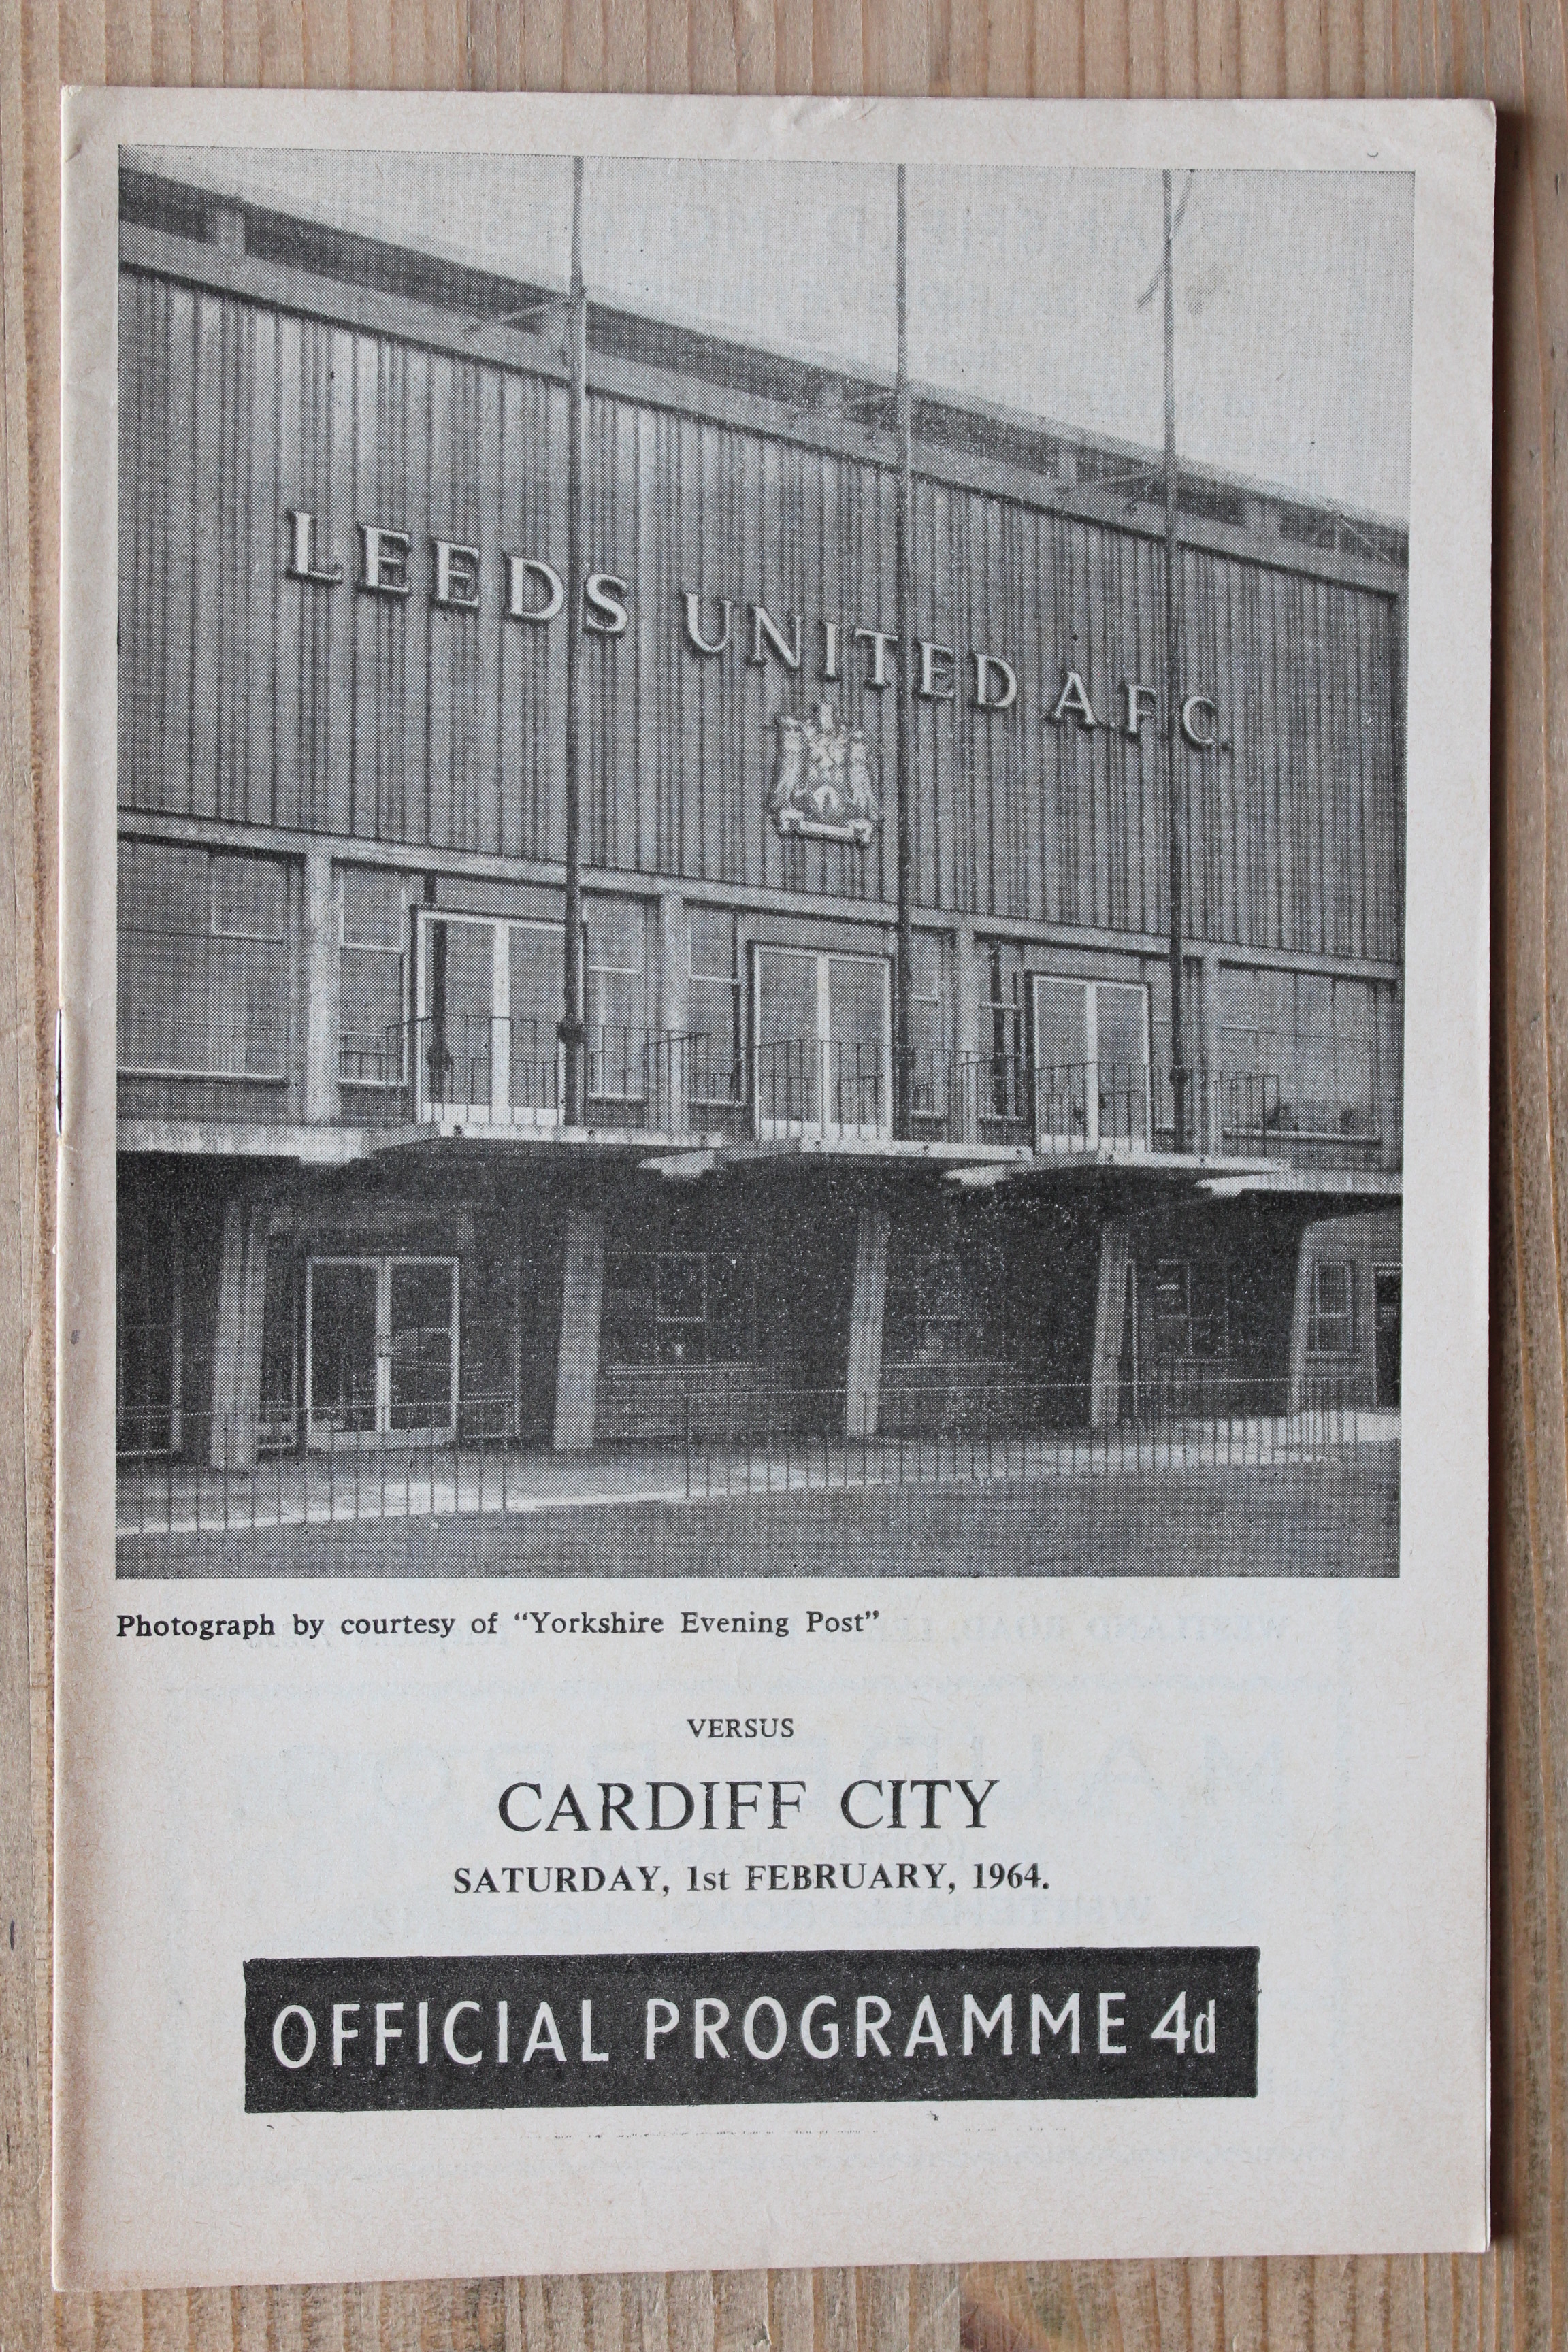 LEEDS UNITED A.F.C.
Photograph by courtesy of “Yorkshire Evening Post”
VERSUS
CARDIFF CITY
SATURDAY, 1st FEBRUARY, 1964.
OFFICIAL PROGRAMME 4d